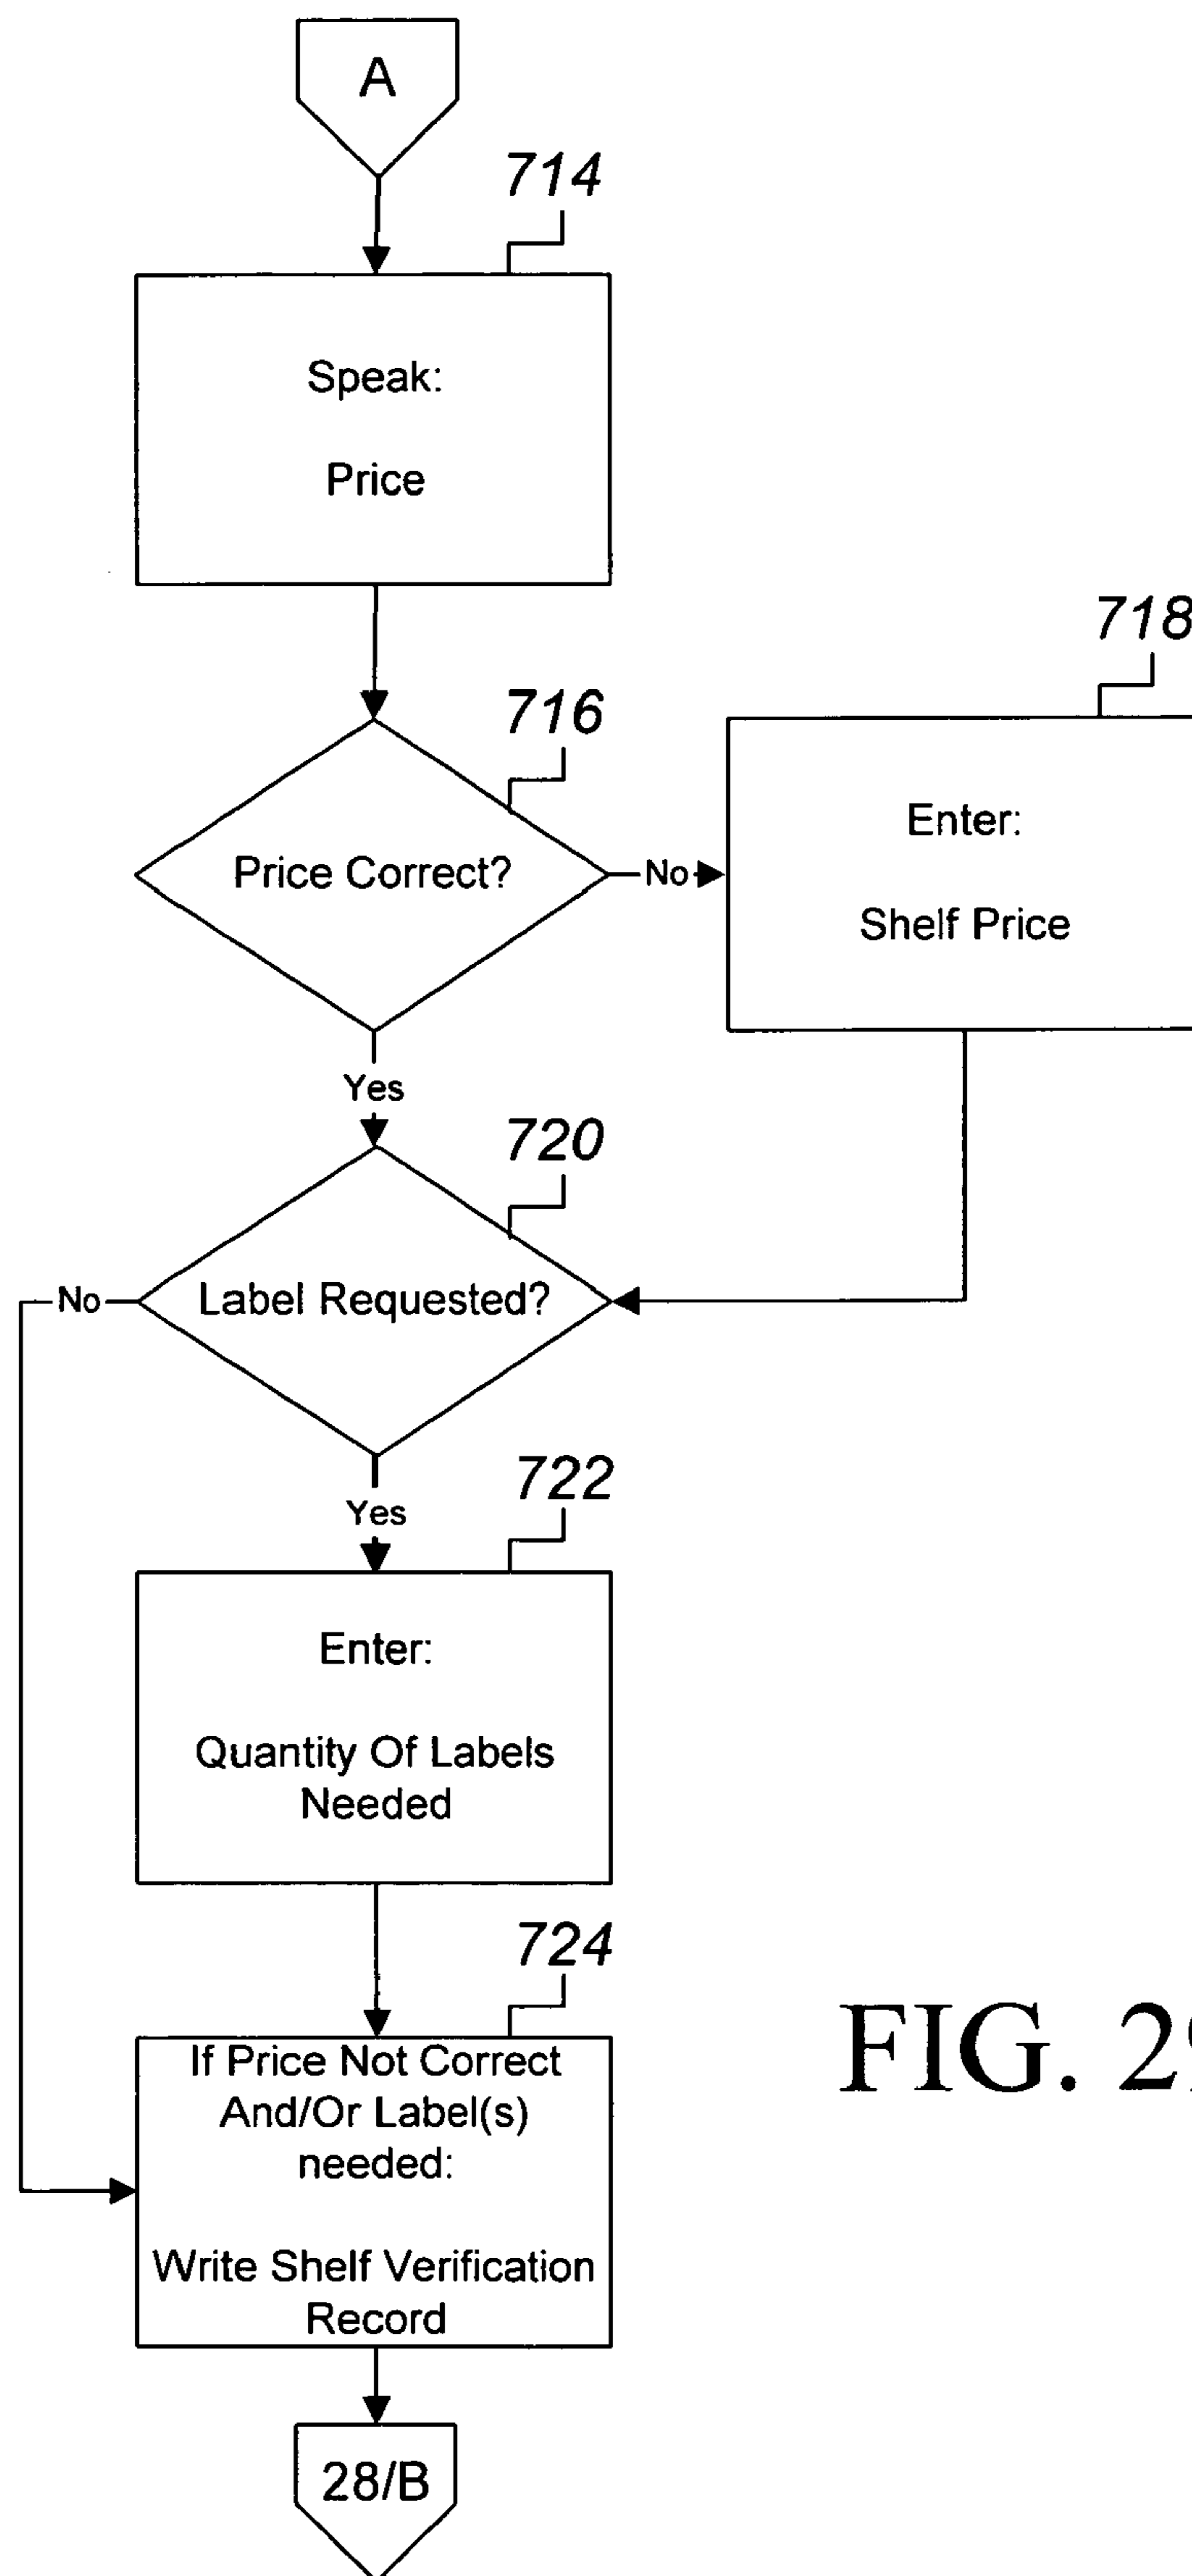 A
714
Speak:
Price
718
716
Price Correct?
No
Enter:
Shelf Price
Yes
720
Label Requested?
No
Yes
722
Enter:
Quantity Of Labels
Needed
724
If Price Not Correct
And/Or Label(s)
needed:
Write Shelf Verification
Record
FIG.
28/B